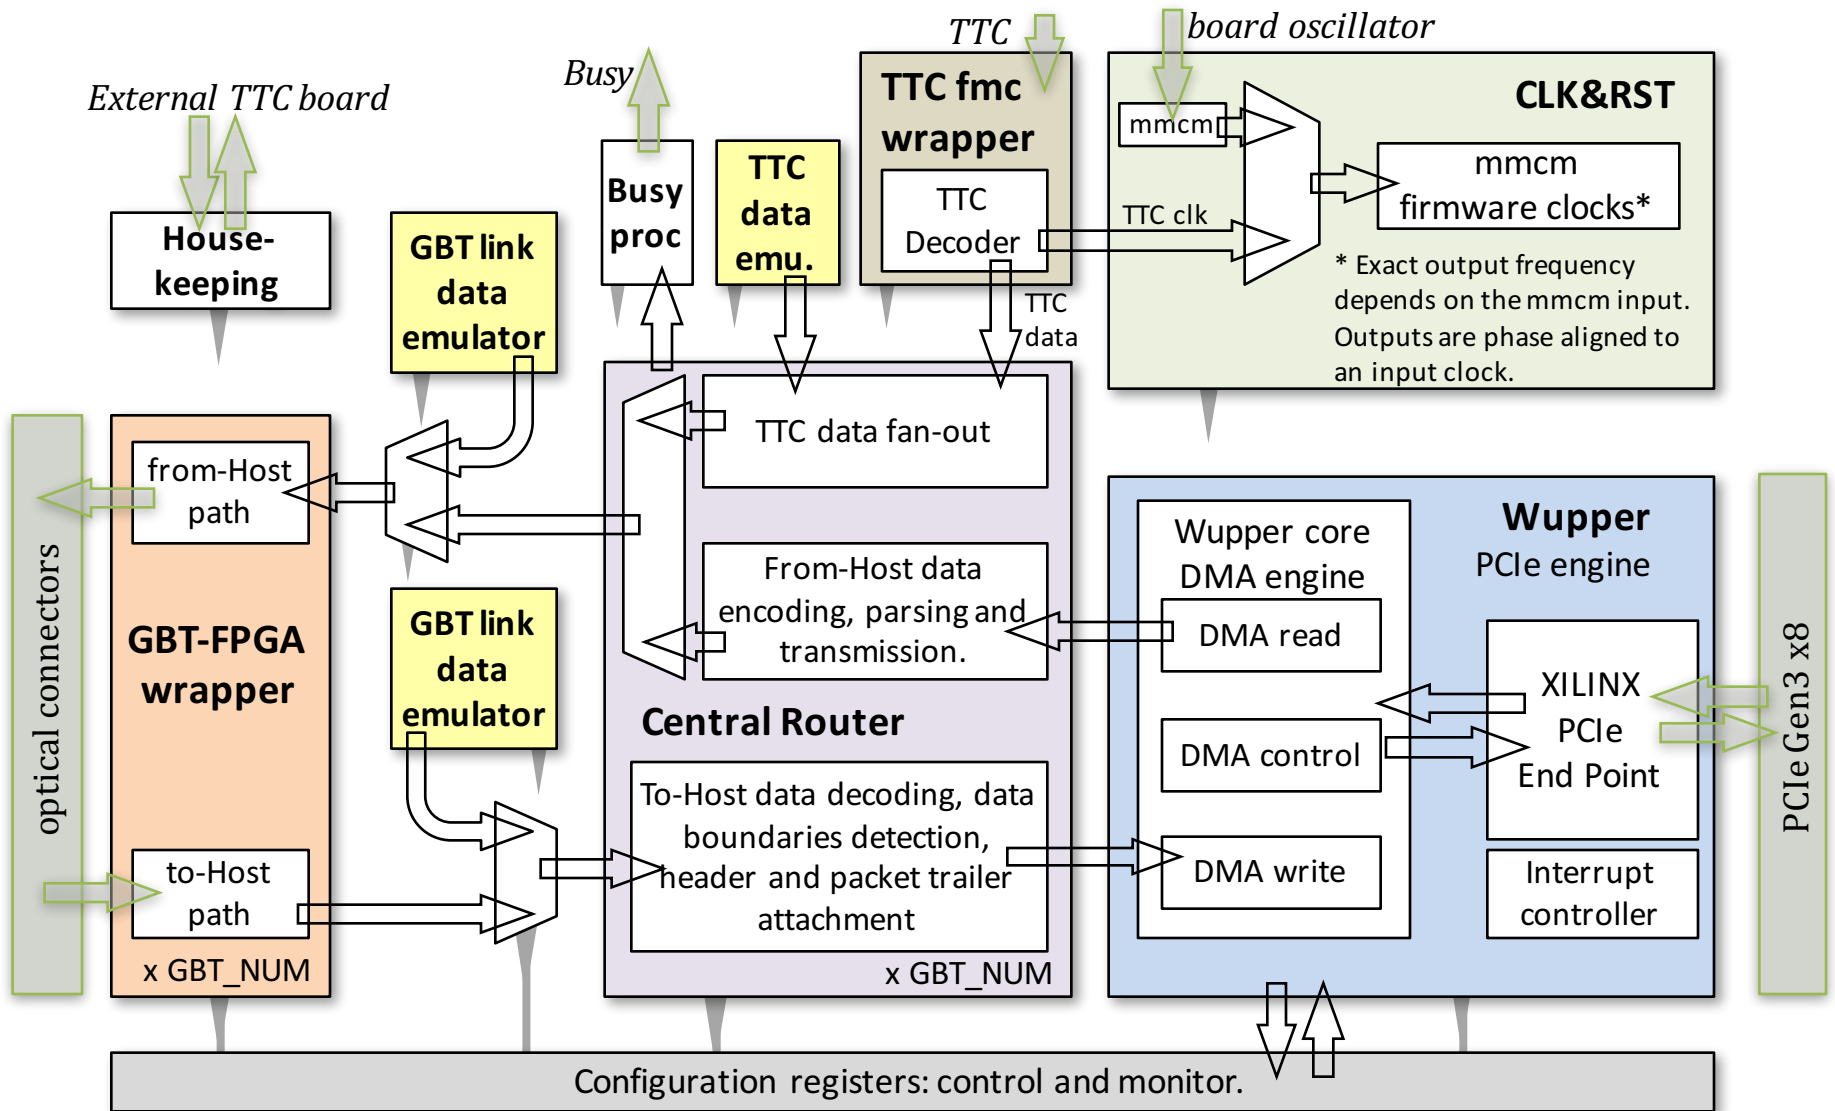 External TTC board
Busy
TTC
board oscillator
House-
keeping
GBT link
data
emulator
Busy
proc
TTC
data
emu.
TTC fmc
wrapper
TTC
Decoder
TTC clk
TTC
data
CLK&RST
mmcm
mmcm
firmware clocks*
* Exact output frequency
depends on the mmcm input.
Outputs are phase aligned to
an input clock.
optical connectors
from-Host
path
GBT-FPGA
wrapper
to-Host
path
x GBT_NUM
GBT link
data
emulator
TTC data fan-out
From-Host data
encoding, parsing and
transmission.
Central Router
To-Host data decoding, data
boundaries detection,
header and packet trailer
attachment
x GBT_NUM
Wupper core
DMA engine
DMA read
DMA control
DMA write
Wupper
PCIe engine
XILINX
PCIe
End Point
Interrupt
controller
PCIe Gen3 x8
Configuration registers: control and monitor.